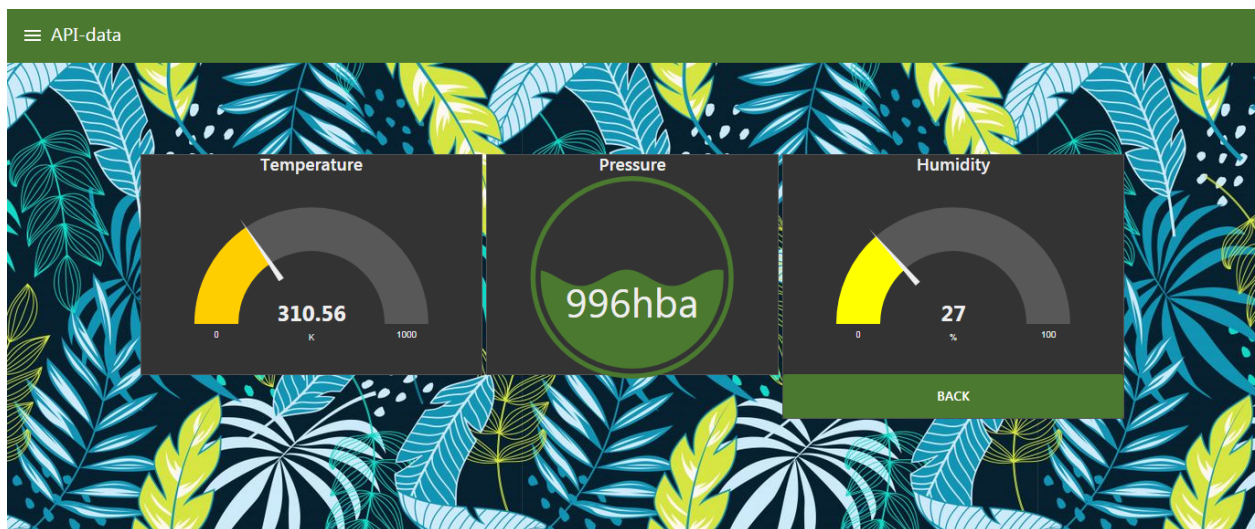 API-data
Temperature
310.56
K
0
1000
Pressure
996hba
Humidity
27
%
0
100
BACK